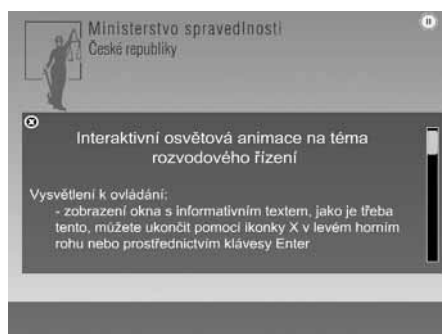 Ministerstvo spravedlnosti
České republiky
Interaktivní osvětová animace na téma
rozvodového řízení
Vysvětlení k ovládání:
- zobrazení okna s informativním textem, jako je třeba
tento, můžete ukončit pomocí ikonky X v levém horním
rohu nebo prostřednictvím klávesy Enter